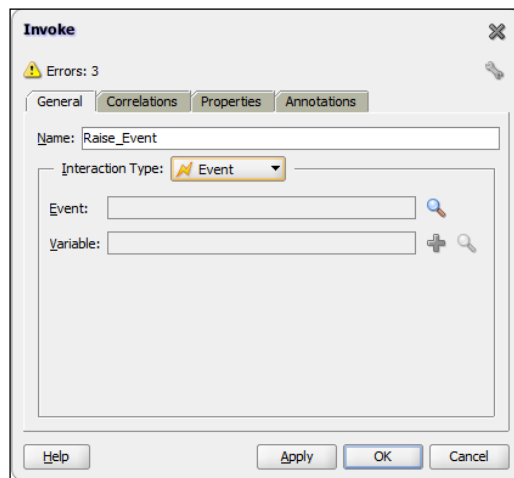 Invoke
Errors: 3
General Correlations Properties Annotations
Name: Raise_Event
Interaction Type: Event
Event:
Variable:
Help Apply OK Cancel